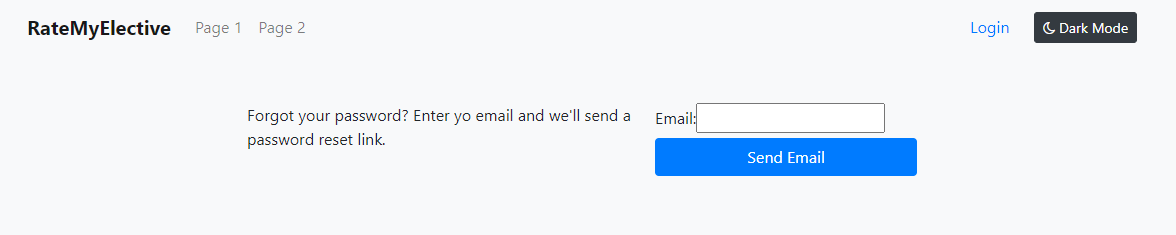 RateMyElective Page 1 Page 2 Login Dark Mode
Forgot your password? Enter yo email and we'll send a
password reset link.
Email:
Send Email